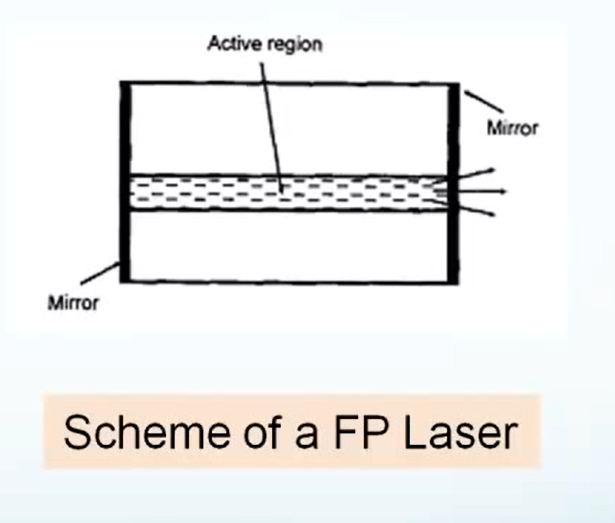 Active region
Mirror
Mirror
Scheme of a FP Laser